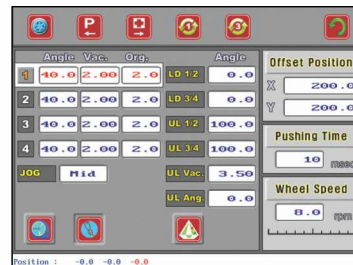 P
1
3
Angle Vac. Org. Angle
1 40.0 2.00 2.0 LD 1/2 0.0
2 40.0 2.00 2.0 LD 3/4 0.0
3 40.0 2.00 2.0 UL 1/2 100.0
4 40.0 2.00 2.0 UL 3/4 100.0
JOG Mid UL Vac. 3.50
UL Ang. 0.0
Offset Position
X 200.0
Y 200.0
Pushing Time
10 msec
Wheel Speed
8.0 rpm
Position : -0.0 -0.0 -0.0